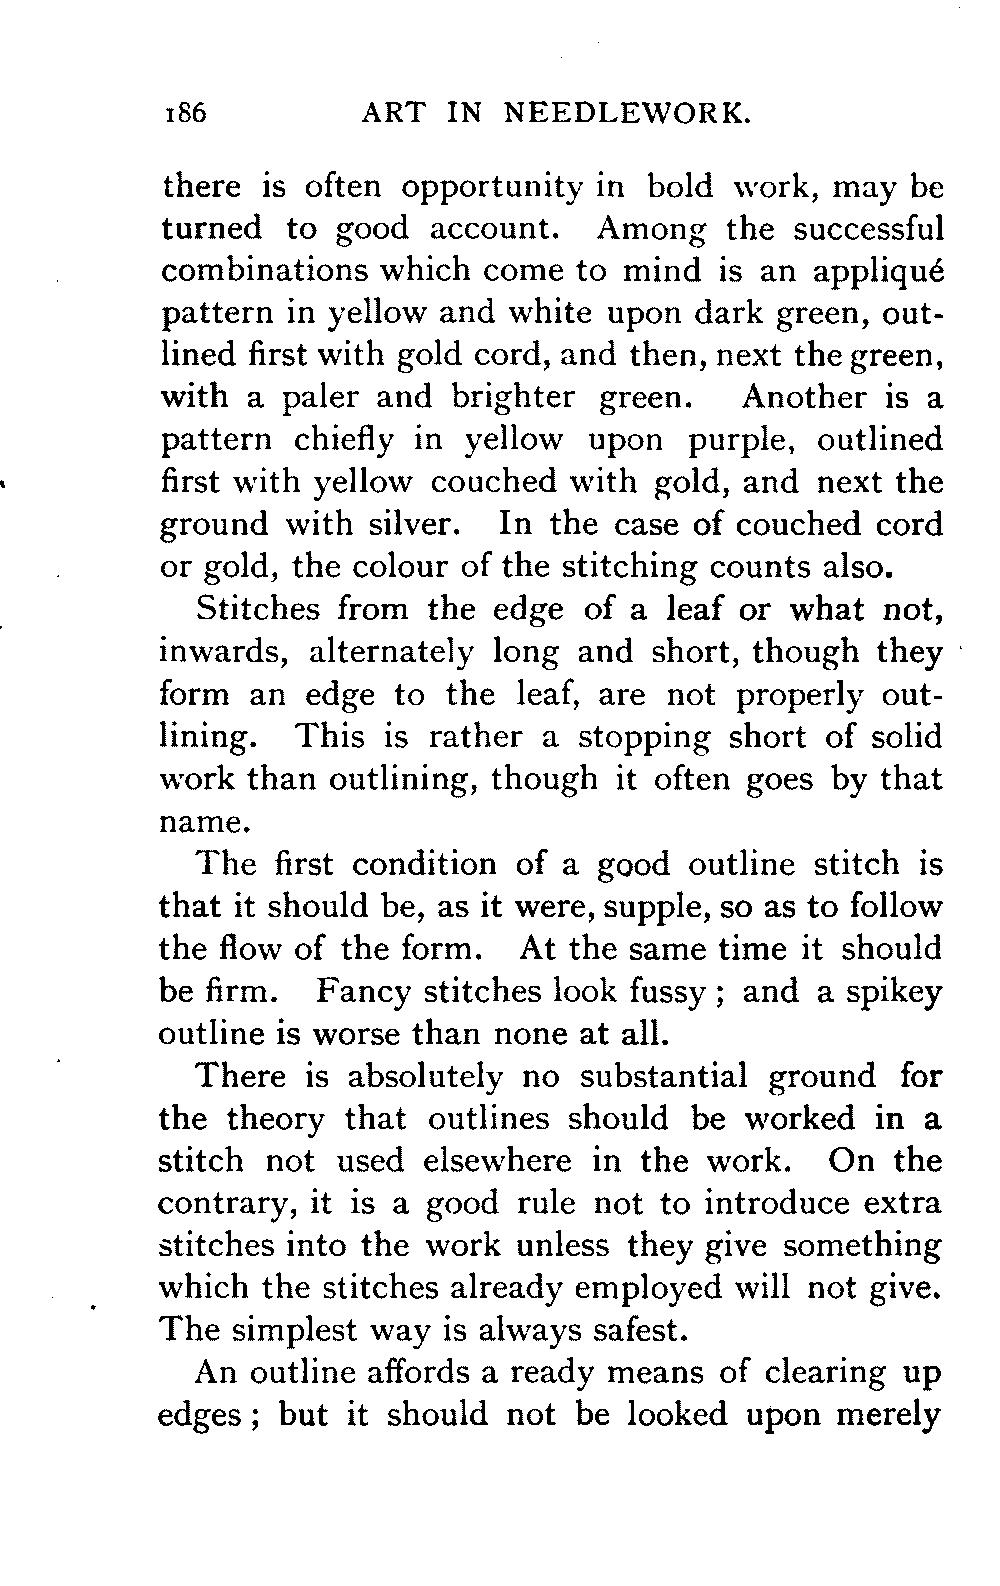 186 ART IN NEEDLEWORK.
there is often opportunity in bold work, may be
turned to good account. Among the successful
combinations which come to mind is an appliqué
pattern in yellow and white upon dark green, out-
lined first with gold cord, and then, next the green,
with a paler and brighter green. Another is a
pattern chiefly in yellow upon purple, outlined
first with yellow couched with gold, and next the
ground with silver. In the case of couched cord
or gold, the colour of the stitching counts also.
Stitches from the edge of a leaf or what not,
inwards, alternately long and short, though they
form an edge to the leaf, are not properly out-
lining. This is rather a stopping short of solid
work than outlining, though it often goes by that
name.
The first condition of a good outline stitch is
that it should be, as it were, supple, so as to follow
the flow of the form. At the same time it should
be firm. Fancy stitches look fussy ; and a spikey
outline is worse than none at all.
There is absolutely no substantial ground for
the theory that outlines should be worked in a
stitch not used elsewhere in the work. On the
contrary, it is a good rule not to introduce extra
stitches into the work unless they give something
which the stitches already employed will not give.
The simplest way is always safest.
An outline affords a ready means of clearing up
edges ; but it should not be looked upon merely